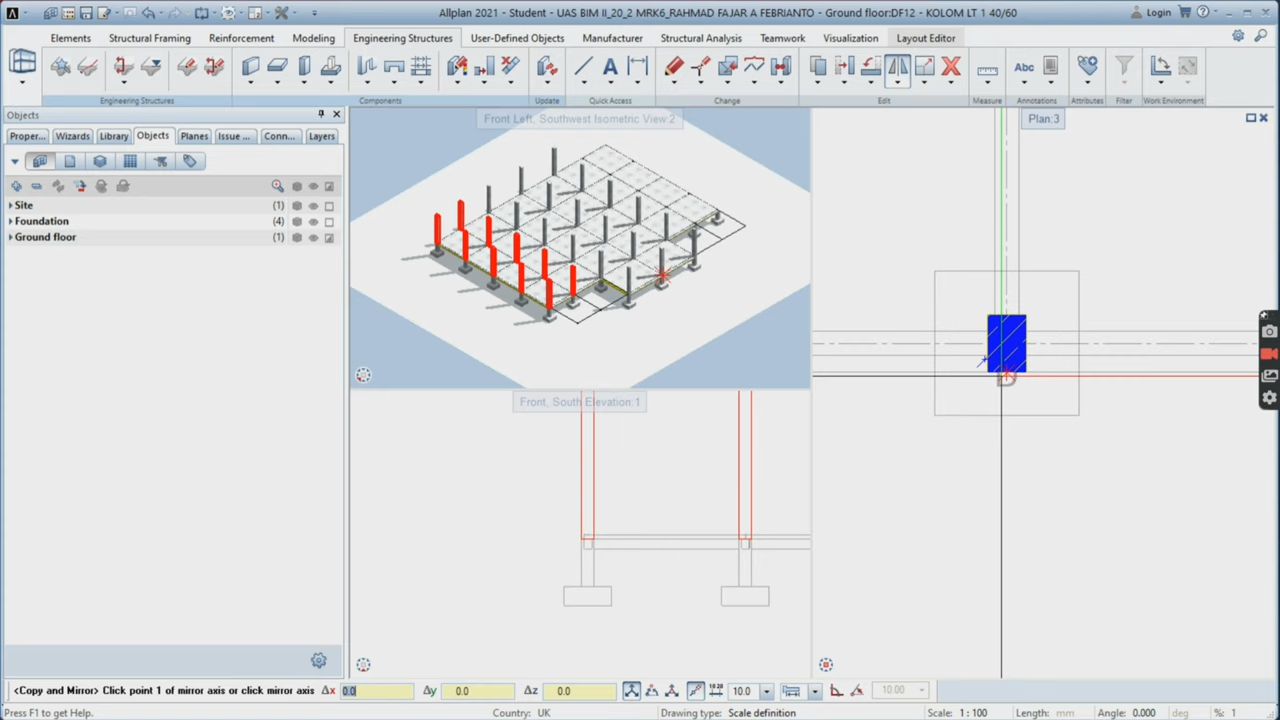 Allplan 2021 - Student - UAS BIM II_20_2 MRK6_RAHMAD FAJAR A FEBRIANTO - Ground floor:DF12 - KOLOM LT 1 40/60
Login
Elements
Structural Framing
Reinforcement
Modeling
Engineering Structures
User-Defined Objects
Manufacturer
Structural Analysis
Teamwork
Visualization
Layout Editor
Abc
Engineering Structures
Components
Update
Quick Access
Change
Edit
Measure
Annotations
Attributes
Filter
Work Environment
Objects
Proper...
Wizards
Library
Objects
Planes
Issue ...
Conn...
Layers
Site (1)
Foundation (4)
Ground floor (1)
Front Left, Southwest Isometric View:2
Plan:3
Front, South Elevation:1
<Copy and Mirror> Click point 1 of mirror axis or click mirror axis Δx 0.0 Δy 0.0 Δz 0.0 10.0 10.00
Press F1 to get Help. Country: UK Drawing type: Scale definition Scale: 1 : 100 Length: mm Angle: 0.000 deg %: 1